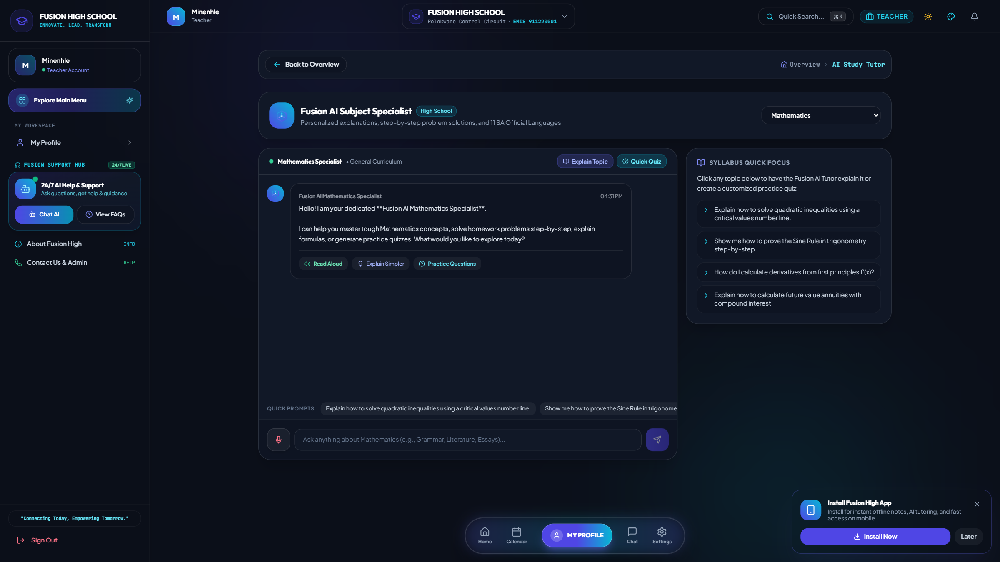 FUSION HIGH SCHOOL
INNOVATE, LEAD, TRANSFORM
M
Minenhle
Teacher Account
Explore Main Menu
MY WORKSPACE
My Profile
FUSION SUPPORT HUB
24/7 LIVE
24/7 AI Help & Support
Ask questions, get help & guidance
Chat AI
View FAQs
About Fusion High
INFO
Contact Us & Admin
HELP
"Connecting Today, Empowering Tomorrow."
Sign Out
M
Minenhle
Teacher
FUSION HIGH SCHOOL
Polokwane Central Circuit • EMIS 911220001
Quick Search...
⌘K
TEACHER
Back to Overview
Overview
AI Study Tutor
Fusion AI Subject Specialist
High School
Personalized explanations, step-by-step problem solutions, and 11 SA Official Languages
Mathematics
Mathematics Specialist
• General Curriculum
Explain Topic
Quick Quiz
Fusion AI Mathematics Specialist
04:31 PM
Hello! I am your dedicated **Fusion AI Mathematics Specialist**.
I can help you master tough Mathematics concepts, solve homework problems step-by-step, explain
formulas, or generate practice quizzes. What would you like to explore today?
Read Aloud
Explain Simpler
Practice Questions
QUICK PROMPTS:
Explain how to solve quadratic inequalities using a critical values number line.
Show me how to prove the Sine Rule in trigonome
Ask anything about Mathematics (e.g., Grammar, Literature, Essays)...
SYLLABUS QUICK FOCUS
Click any topic below to have the Fusion AI Tutor explain it or
create a customized practice quiz:
Explain how to solve quadratic inequalities using a
critical values number line.
Show me how to prove the Sine Rule in trigonometry
step-by-step.
How do I calculate derivatives from first principles f'(x)?
Explain how to calculate future value annuities with
compound interest.
Home
Calendar
MY PROFILE
Chat
Settings
Install Fusion High App
Install for instant offline notes, AI tutoring, and fast
access on mobile.
Install Now
Later